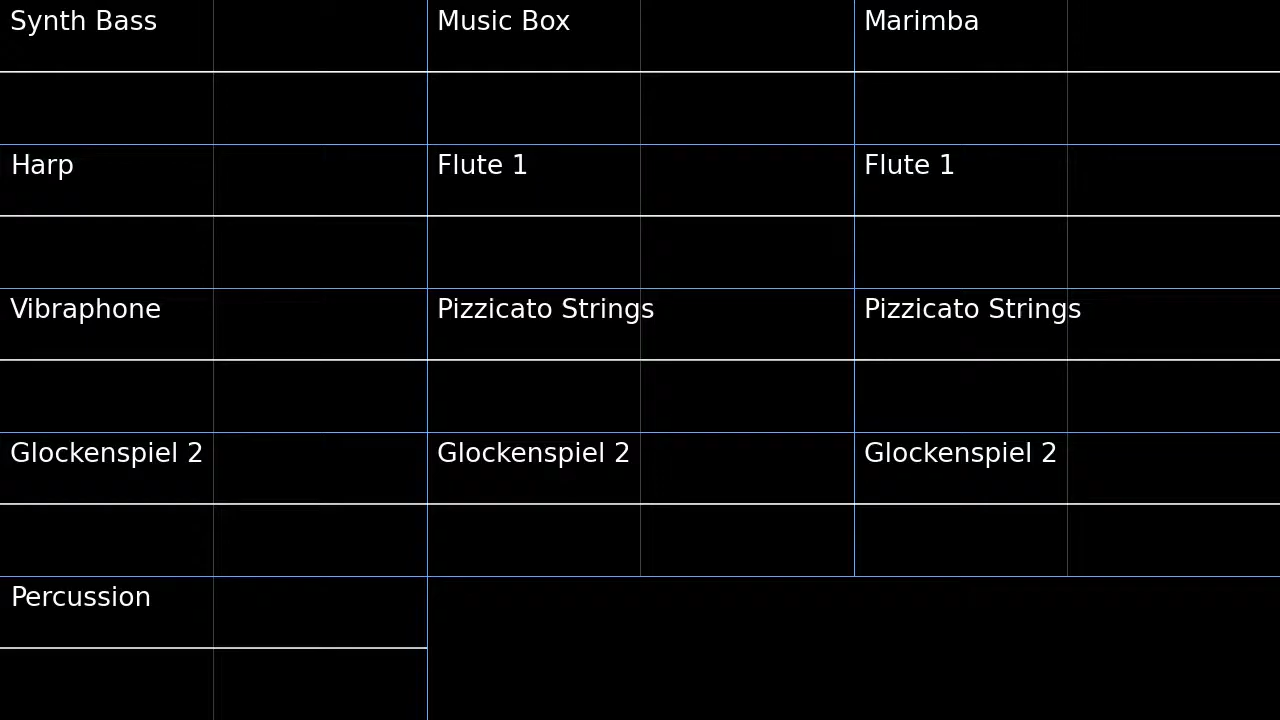 Synth Bass
Music Box
Marimba
Harp
Flute 1
Flute 1
Vibraphone
Pizzicato Strings
Pizzicato Strings
Glockenspiel 2
Glockenspiel 2
Glockenspiel 2
Percussion